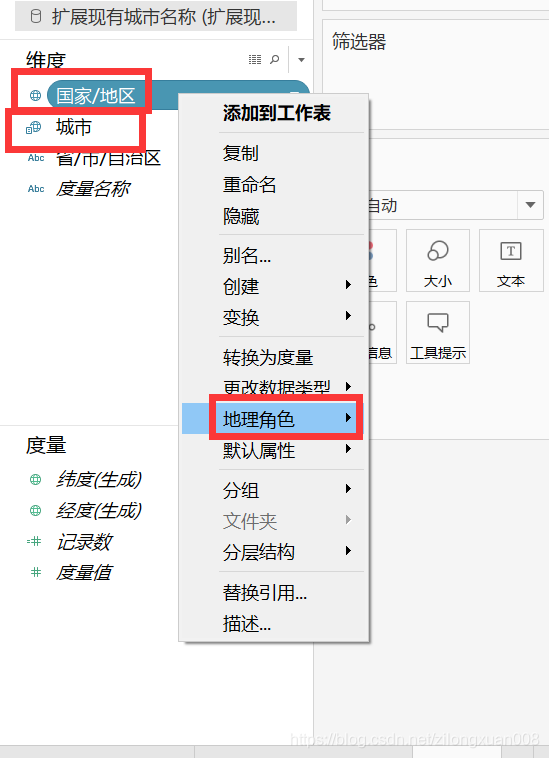 扩展现有城市名称 (扩展现...
维度
国家/地区
城市
Abc 省/市/自治区
Abc 度量名称
度量
纬度(生成)
经度(生成)
记录数
度量值
添加到工作表
复制
重命名
隐藏
别名...
创建
变换
转换为度量
更改数据类型
地理角色
默认属性
分组
文件夹
分层结构
替换引用...
描述...
筛选器
自动
色
大小
T
文本
信息
工具提示
https://blog.csdn.net/zilongxuan008